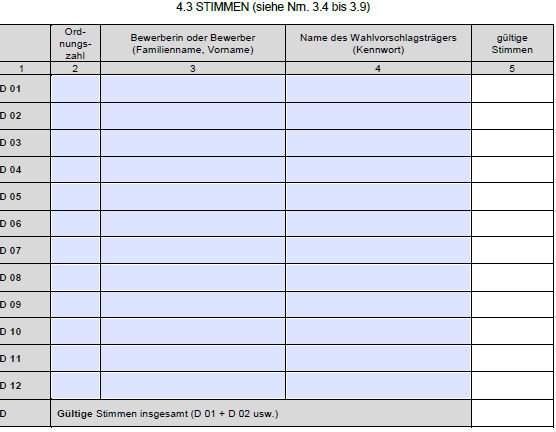 4.3 STIMMEN (siehe Nrn. 3.4 bis 3.9)
Ord-
nungs-
zahl
Bewerberin oder Bewerber
(Familienname, Vorname)
Name des Wahlvorschlagsträgers
(Kennwort)
gültige
Stimmen
1 2 3 4 5
D 01
D 02
D 03
D 04
D 05
D 06
D 07
D 08
D 09
D 10
D 11
D 12
D Gültige Stimmen insgesamt (D 01 + D 02 usw.)